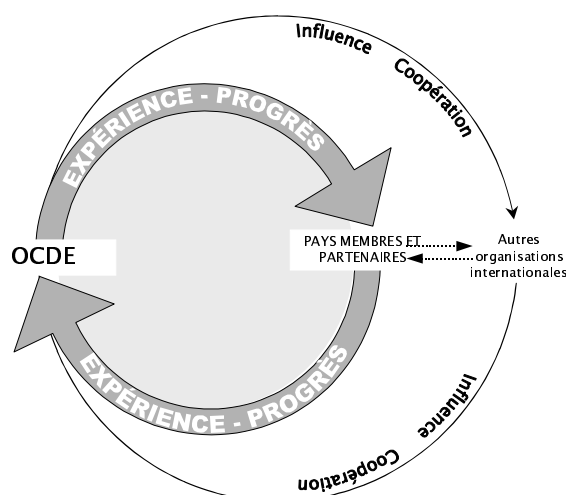 Influence
Coopération
EXPÉRIENCE - PROGRÈS
OCDE
PAYS MEMBRES ET
PARTENAIRES
Autres
organisations
internationales
EXPÉRIENCE - PROGRÈS
Influence
Coopération